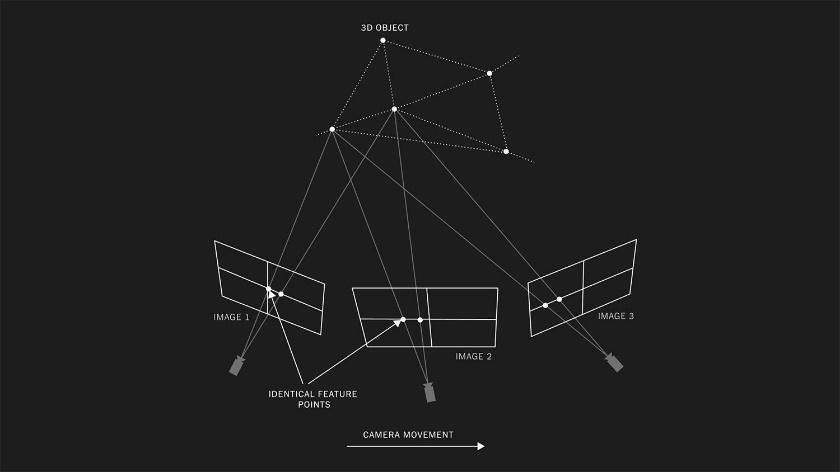 3D OBJECT
IMAGE 1
IMAGE 2
IMAGE 3
IDENTICAL FEATURE
POINTS
CAMERA MOVEMENT